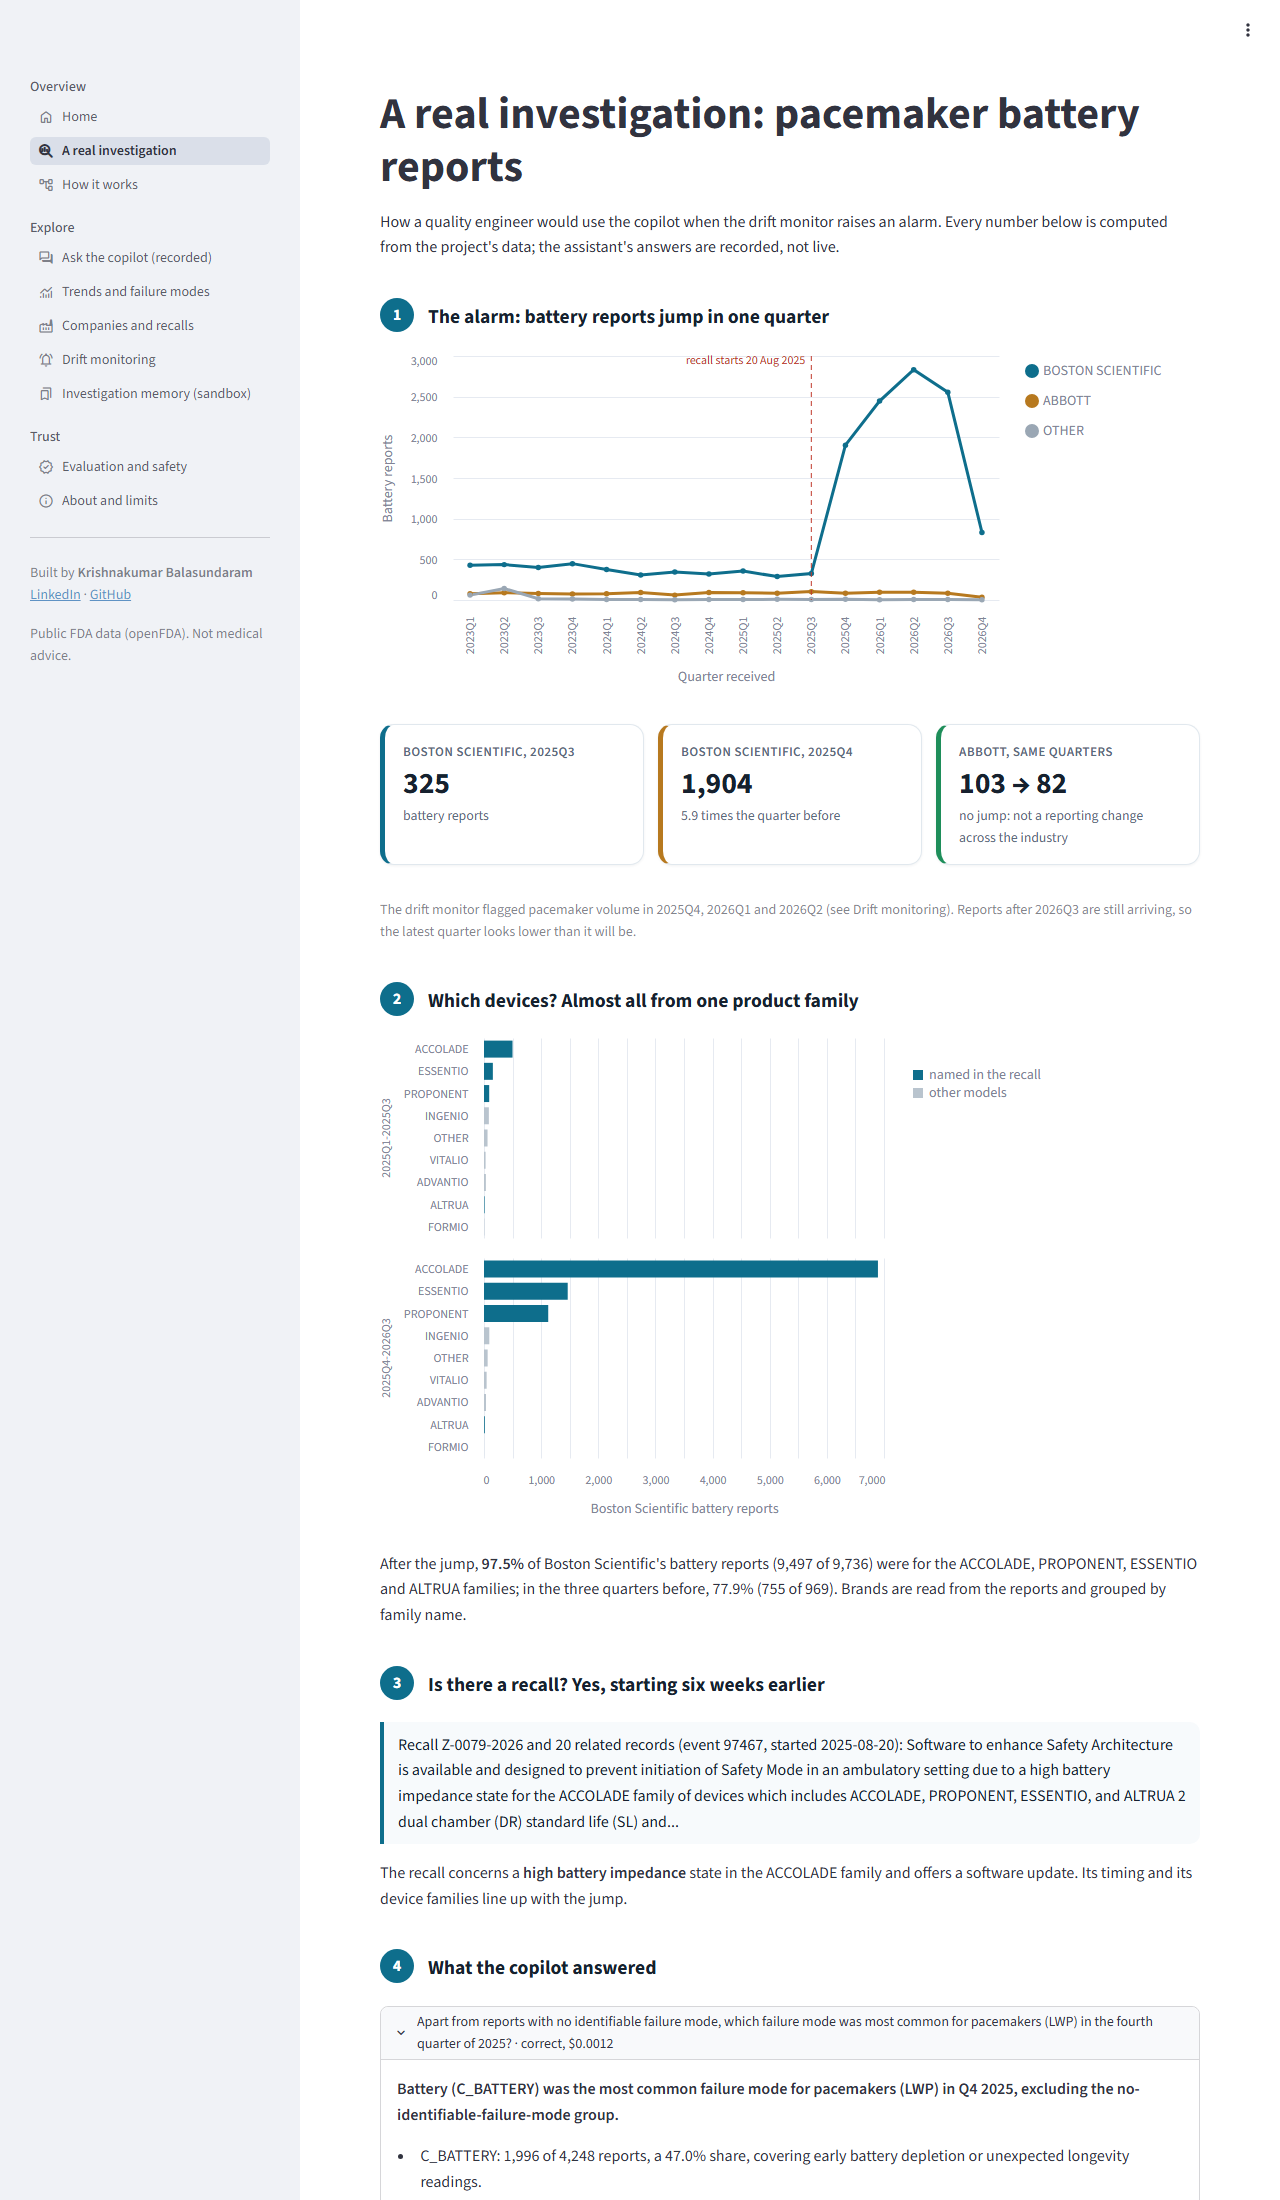 Overview
Home
A real investigation
How it works
Explore
Ask the copilot (recorded)
Trends and failure modes
Companies and recalls
Drift monitoring
Investigation memory (sandbox)
Trust
Evaluation and safety
About and limits
Built by Krishnakumar Balasundaram
LinkedIn · GitHub
Public FDA data (openFDA). Not medical
advice.
A real investigation: pacemaker battery
reports
How a quality engineer would use the copilot when the drift monitor raises an alarm. Every number below is computed
from the project's data; the assistant's answers are recorded, not live.
1 The alarm: battery reports jump in one quarter
recall starts 20 Aug 2025
3,000
2,500
2,000
1,500
1,000
500
0
Battery reports
BOSTON SCIENTIFIC
ABBOTT
OTHER
2023Q1 2023Q2 2023Q3 2023Q4 2024Q1 2024Q2 2024Q3 2024Q4 2025Q1 2025Q2 2025Q3 2025Q4 2026Q1 2026Q2 2026Q3 2026Q4
Quarter received
BOSTON SCIENTIFIC, 2025Q3
325
battery reports
BOSTON SCIENTIFIC, 2025Q4
1,904
5.9 times the quarter before
ABBOTT, SAME QUARTERS
103 → 82
no jump: not a reporting change
across the industry
The drift monitor flagged pacemaker volume in 2025Q4, 2026Q1 and 2026Q2 (see Drift monitoring). Reports after 2026Q3 are still arriving, so
the latest quarter looks lower than it will be.
2 Which devices? Almost all from one product family
2025Q1-2025Q3
ACCOLADE
ESSENTIO
PROPONENT
INGENIO
OTHER
VITALIO
ADVANTIO
ALTRUA
FORMIO
named in the recall
other models
2025Q4-2026Q3
ACCOLADE
ESSENTIO
PROPONENT
INGENIO
OTHER
VITALIO
ADVANTIO
ALTRUA
FORMIO
0 1,000 2,000 3,000 4,000 5,000 6,000 7,000
Boston Scientific battery reports
After the jump, 97.5% of Boston Scientific's battery reports (9,497 of 9,736) were for the ACCOLADE, PROPONENT, ESSENTIO
and ALTRUA families; in the three quarters before, 77.9% (755 of 969). Brands are read from the reports and grouped by
family name.
3 Is there a recall? Yes, starting six weeks earlier
Recall Z-0079-2026 and 20 related records (event 97467, started 2025-08-20): Software to enhance Safety Architecture
is available and designed to prevent initiation of Safety Mode in an ambulatory setting due to a high battery
impedance state for the ACCOLADE family of devices which includes ACCOLADE, PROPONENT, ESSENTIO, and ALTRUA 2
dual chamber (DR) standard life (SL) and...
The recall concerns a high battery impedance state in the ACCOLADE family and offers a software update. Its timing and its
device families line up with the jump.
4 What the copilot answered
Apart from reports with no identifiable failure mode, which failure mode was most common for pacemakers (LWP) in the fourth
quarter of 2025? · correct, $0.0012
Battery (C_BATTERY) was the most common failure mode for pacemakers (LWP) in Q4 2025, excluding the no-
identifiable-failure-mode group.
• C_BATTERY: 1,996 of 4,248 reports, a 47.0% share, covering early battery depletion or unexpected longevity
readings.